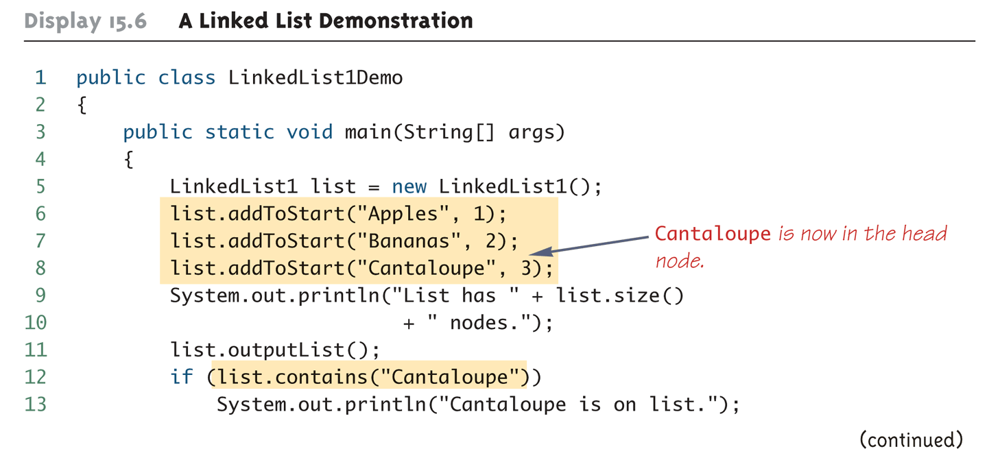 Display 15.6 A Linked List Demonstration
1 public class LinkedList1Demo
2 {
3 public static void main(String[] args)
4 {
5 LinkedList1 list = new LinkedList1();
6 list.addToStart("Apples", 1);
7 list.addToStart("Bananas", 2);
8 list.addToStart("Cantaloupe", 3);
Cantaloupe is now in the head
node.
9 System.out.println("List has " + list.size()
10 + " nodes.");
11 list.outputList();
12 if (list.contains("Cantaloupe"))
13 System.out.println("Cantaloupe is on list.");
(continued)